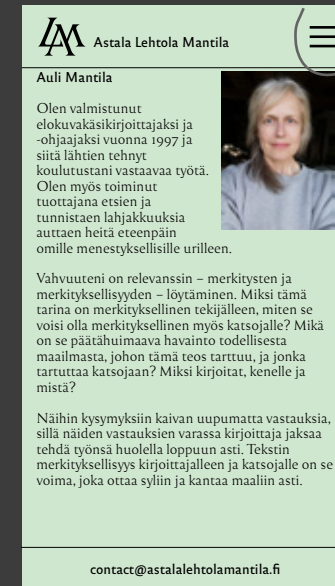 LAM
Astala Lehtola Mantila
Auli Mantila
Olen valmistunut
elokuvakäsikirjoittajaksi ja
-ohjaajaksi vuonna 1997 ja
siitä lähtien tehnyt
koulutustani vastaavaa työtä.
Olen myös toiminut
tuottajana etsien ja
tunnistaen lahjakkuuksia
auttaen heitä eteenpäin
omille menestyksellisille urilleen.
Vahvuuteni on relevanssin – merkitysten ja
merkityksellisyyden – löytäminen. Miksi tämä
tarina on merkityksellinen tekijälleen, miten se
voisi olla merkityksellinen myös katsojalle? Mikä
on se päätähuimaava havainto todellisesta
maailmasta, johon tämä teos tarttuu, ja jonka
tartuttaa katsojaan? Miksi kirjoitat, kenelle ja
mistä?
Näihin kysymyksiin kaivan uupumatta vastauksia,
sillä näiden vastauksien varassa kirjoittaja jaksaa
tehdä työnsä huolella loppuun asti. Tekstin
merkityksellisyys kirjoittajalleen ja katsojalle on se
voima, joka ottaa syliin ja kantaa maaliin asti.
contact@astalalehtolamantila.fi